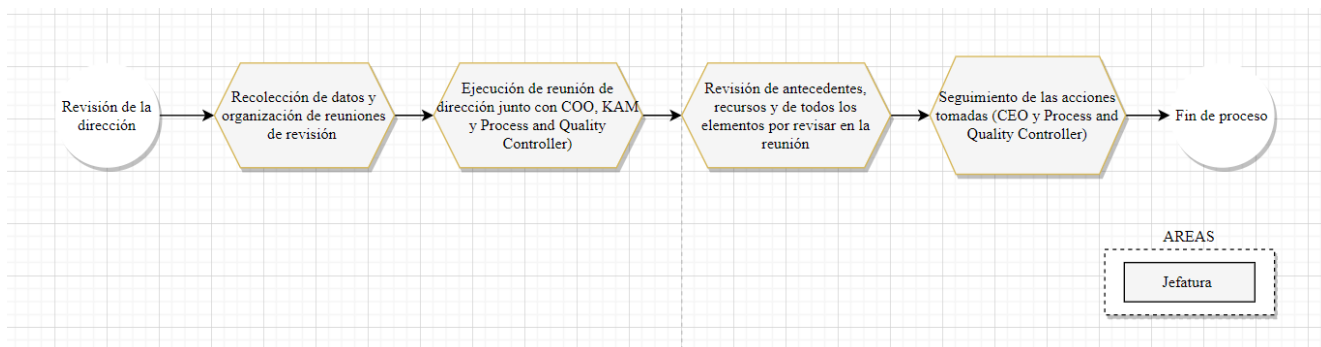 Revisión de la
dirección
Recolección de datos y
organización de reuniones
de revisión
Ejecución de reunión de
dirección junto con COO, KAM
y Process and Quality
Controller)
Revisión de antecedentes,
recursos y de todos los
elementos por revisar en la
reunión
Seguimiento de las acciones
tomadas (CEO y Process and
Quality Controller)
Fin de proceso
AREAS
Jefatura